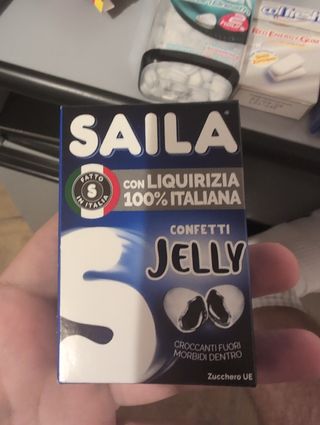 SAILA
FATTO
S
IN ITALIA
CON LIQUIRIZIA
100% ITALIANA
CONFETTI
JELLY
CROCCANTI FUORI
MORBIDI DENTRO
Zucchero UE